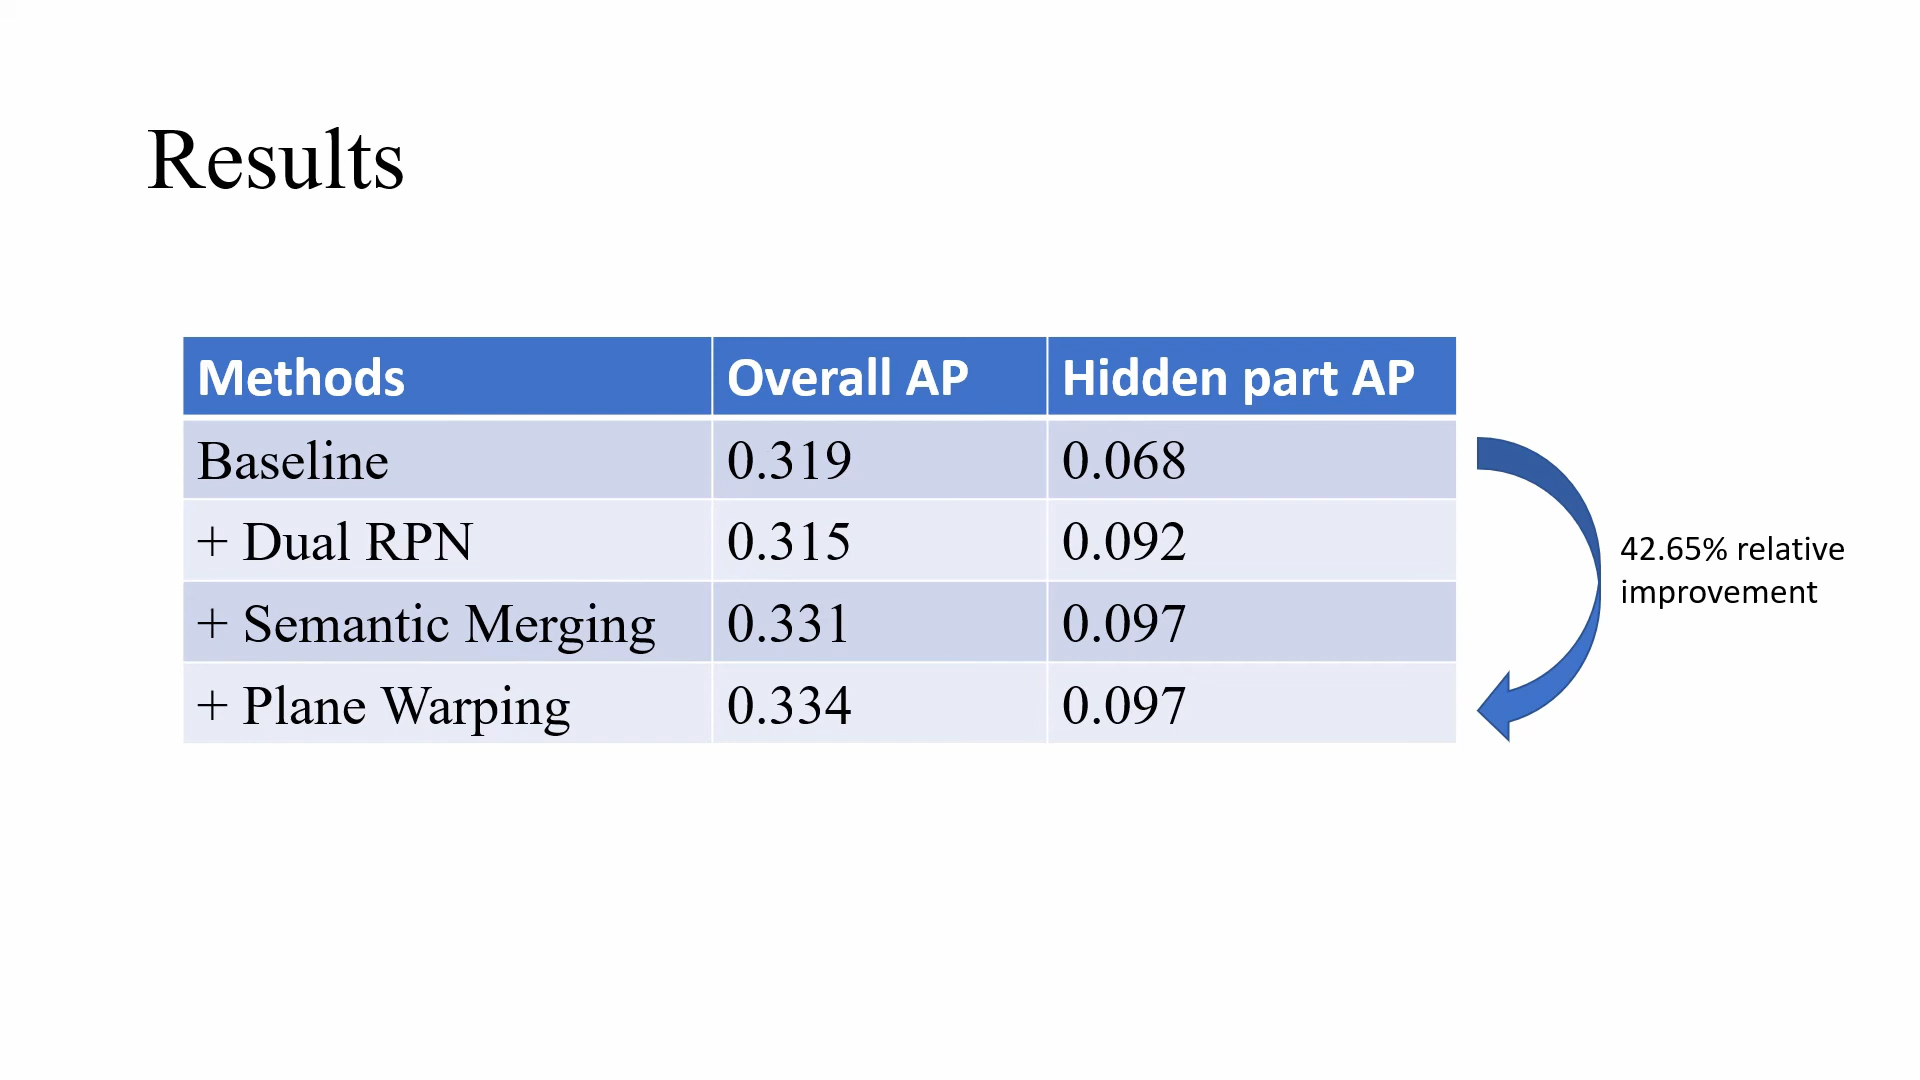 Results
Methods Overall AP Hidden part AP
Baseline 0.319 0.068
+ Dual RPN 0.315 0.092
+ Semantic Merging 0.331 0.097
+ Plane Warping 0.334 0.097
42.65% relative
improvement